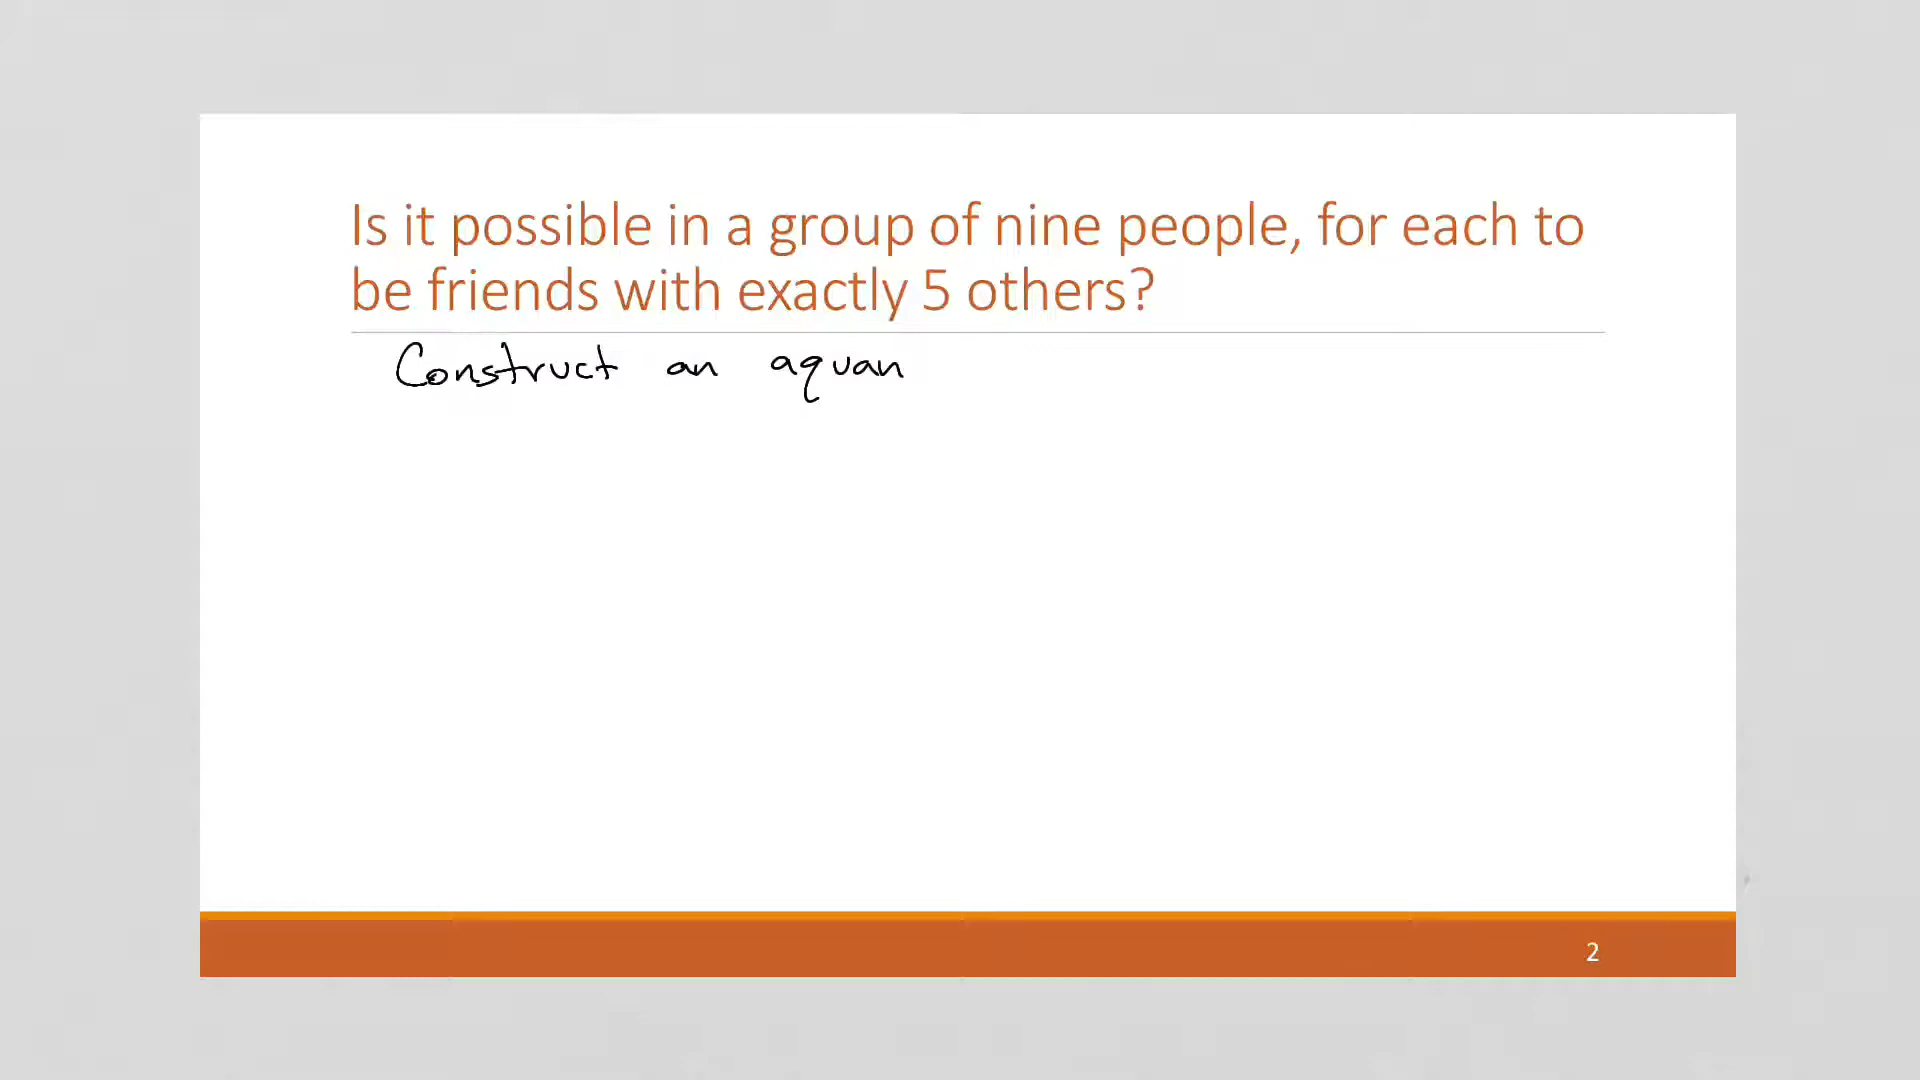 Is it possible in a group of nine people, for each to
be friends with exactly 5 others?
Construct an aquan
2